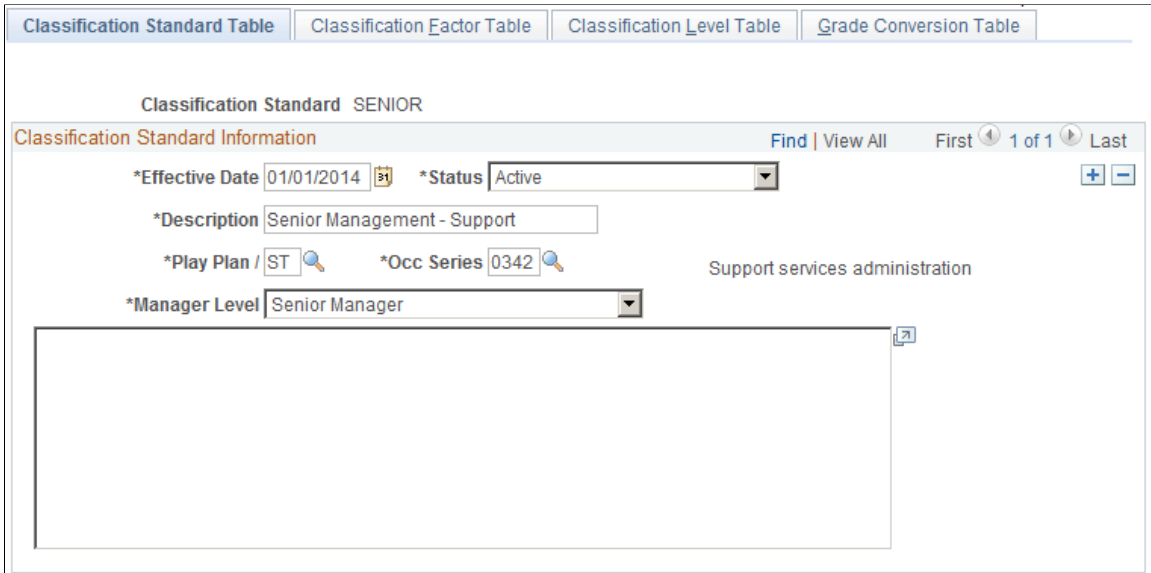 Classification Standard Table Classification Factor Table Classification Level Table Grade Conversion Table
Classification Standard SENIOR
Classification Standard Information Find | View All First 1 of 1 Last
*Effective Date 01/01/2014 31 *Status Active
*Description Senior Management - Support
*Play Plan / ST *Occ Series 0342 Support services administration
*Manager Level Senior Manager